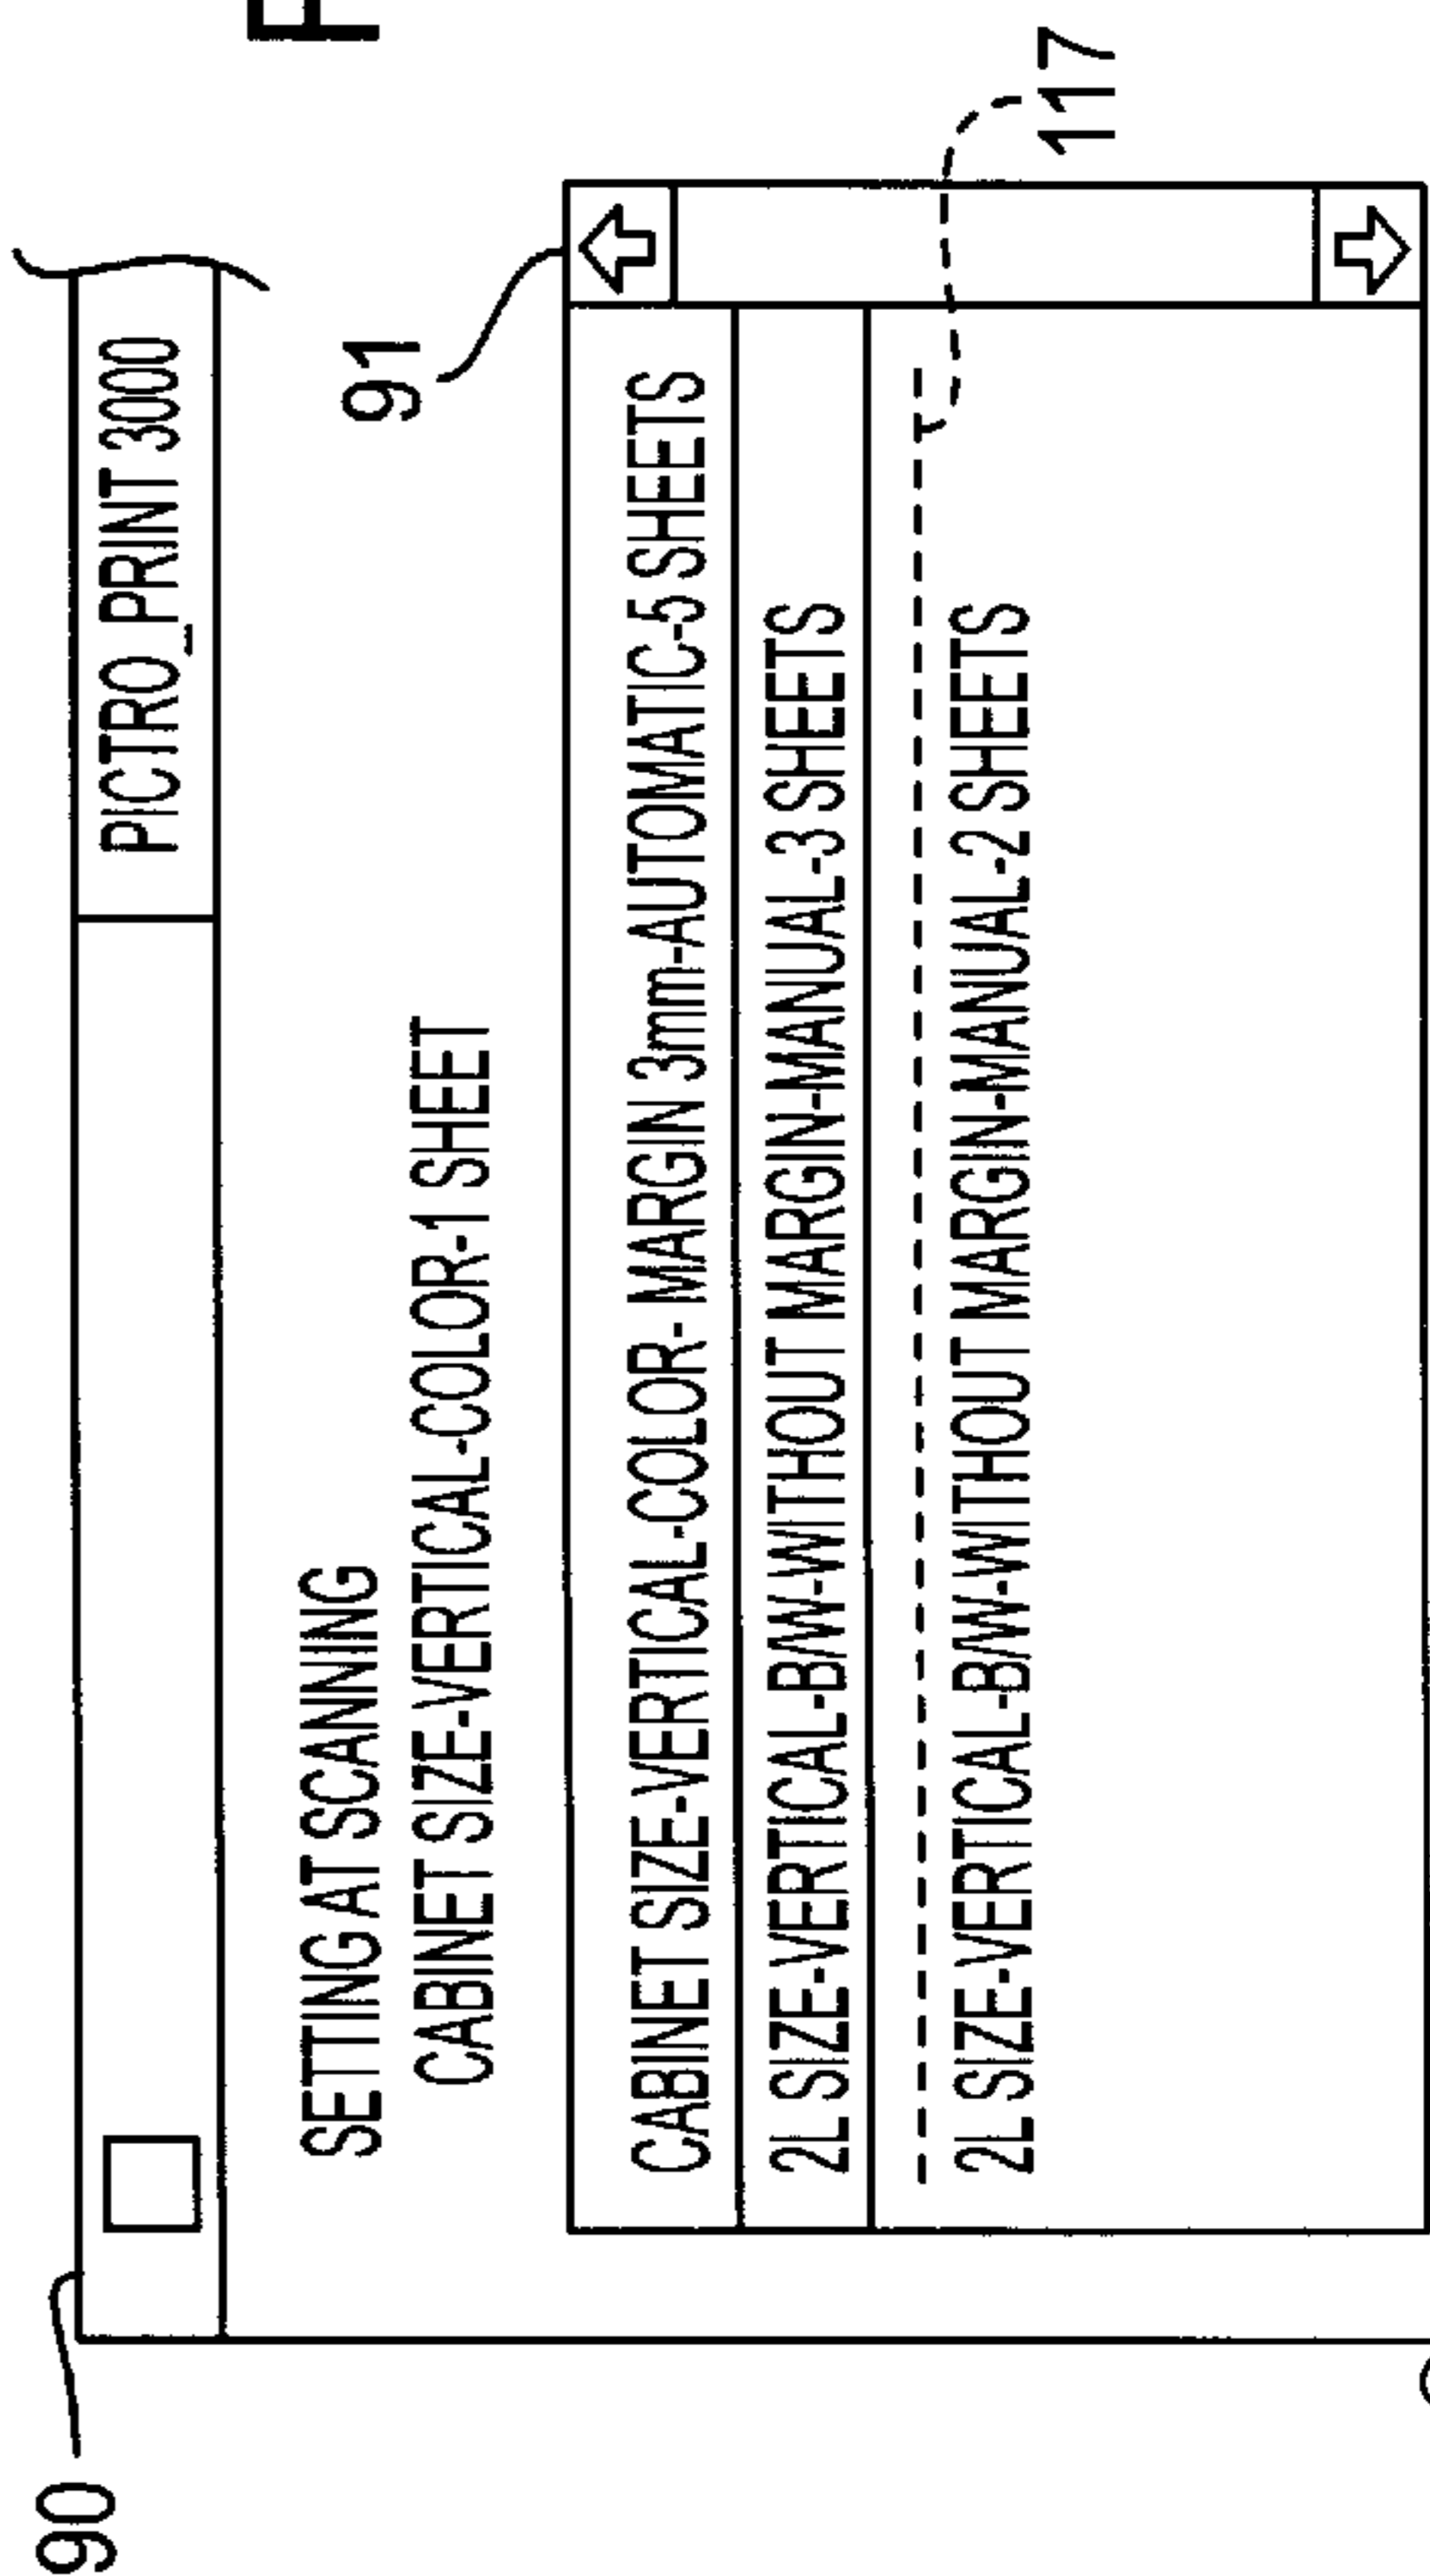 F
90
PICTRO_PRINT 3000
SETTING AT SCANNING
CABINET SIZE-VERTICAL-COLOR-1 SHEET
91
CABINET SIZE-VERTICAL-COLOR- MARGIN 3mm-AUTOMATIC-5 SHEETS
2L SIZE-VERTICAL-B/W-WITHOUT MARGIN-MANUAL-3 SHEETS
2L SIZE-VERTICAL-B/W-WITHOUT MARGIN-MANUAL-2 SHEETS
117